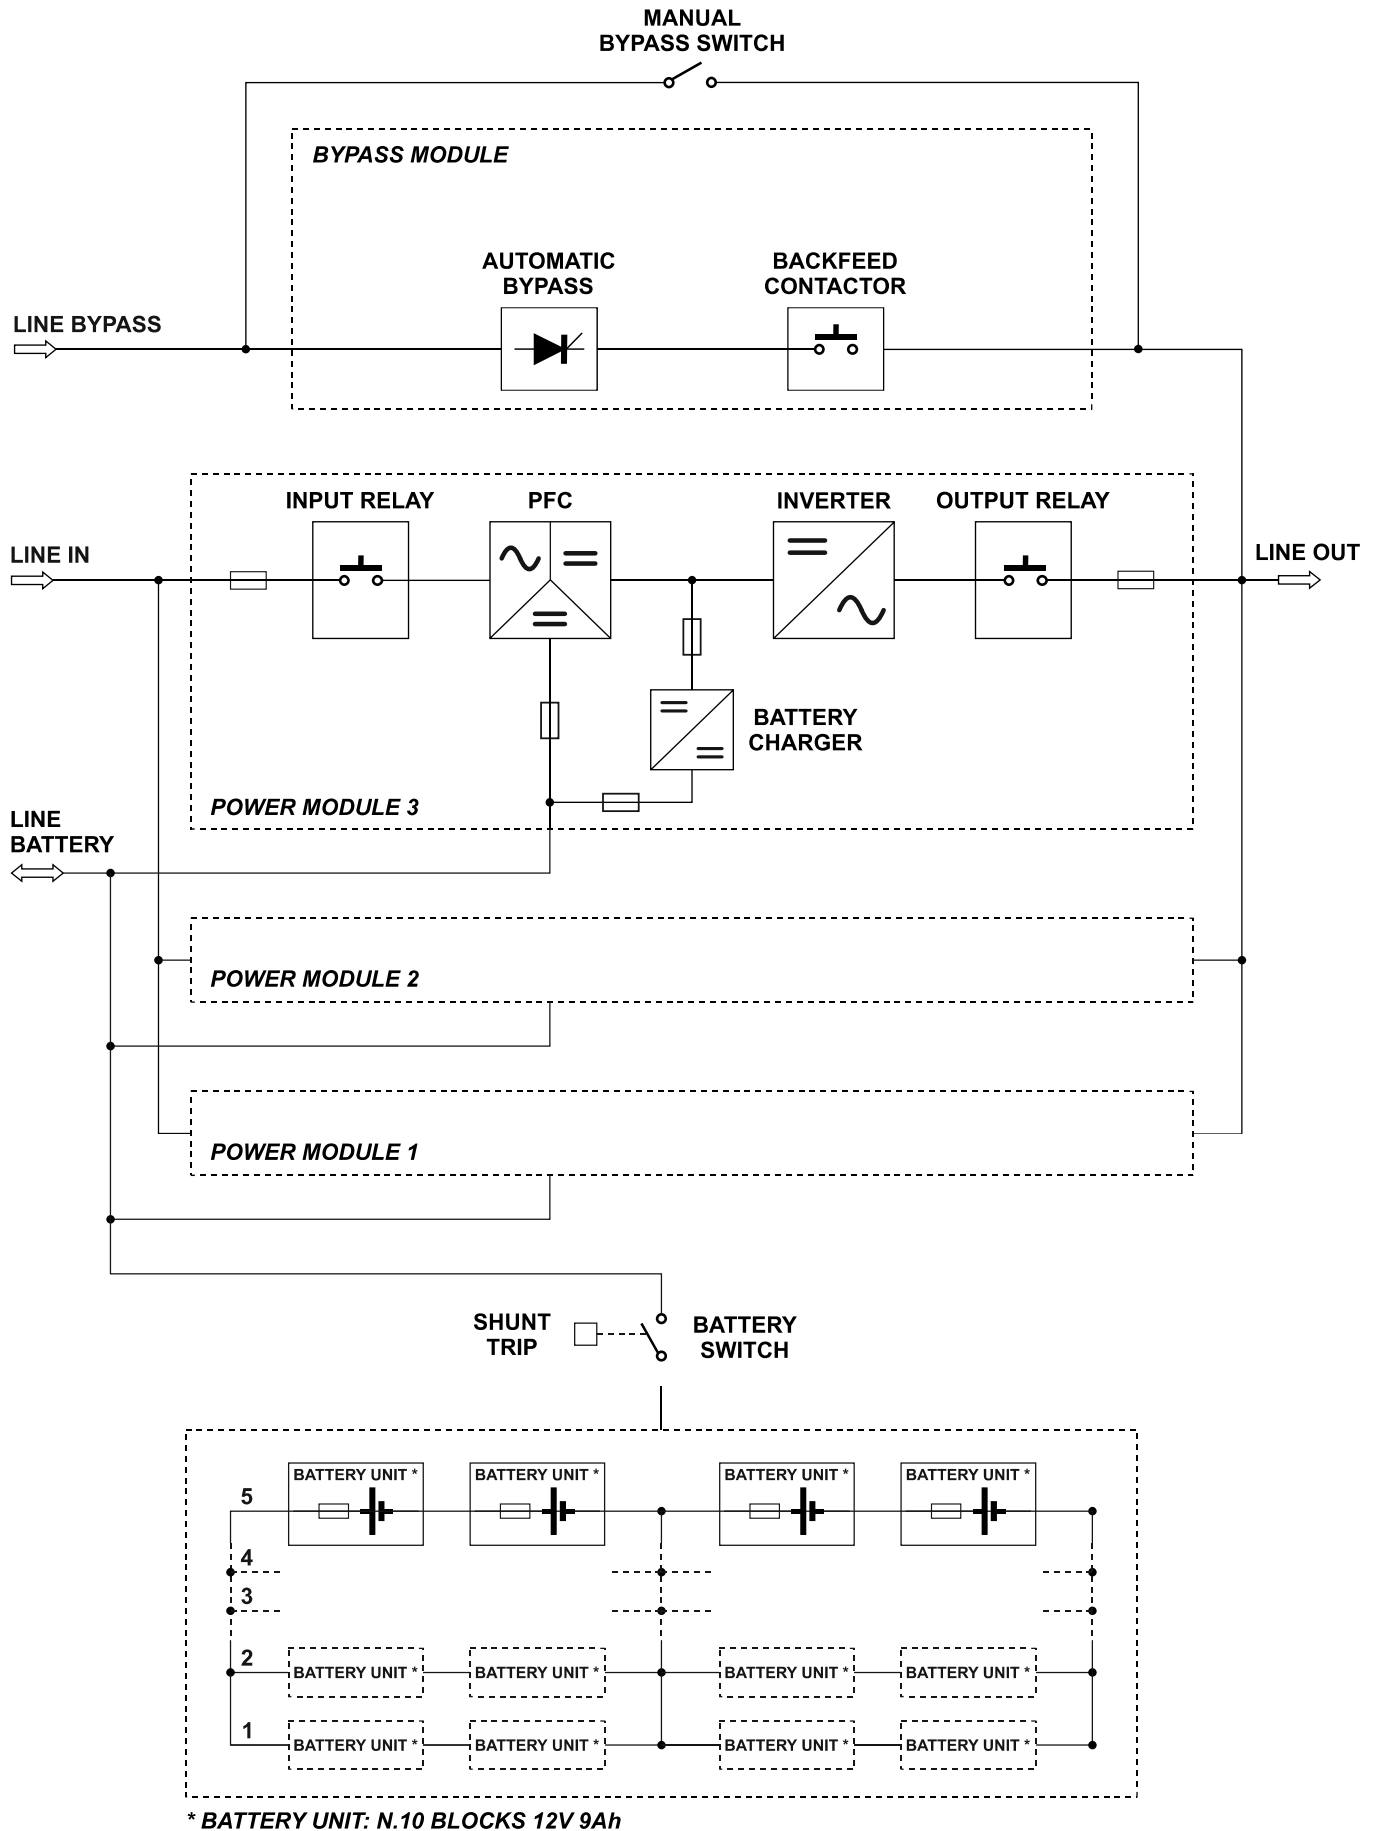 MANUAL
BYPASS SWITCH
BYPASS MODULE
AUTOMATIC
BYPASS
BACKFEED
CONTACTOR
LINE BYPASS
INPUT RELAY
PFC
INVERTER
OUTPUT RELAY
LINE IN
LINE OUT
BATTERY
CHARGER
POWER MODULE 3
LINE
BATTERY
POWER MODULE 2
POWER MODULE 1
SHUNT
TRIP
BATTERY
SWITCH
BATTERY UNIT * BATTERY UNIT * BATTERY UNIT * BATTERY UNIT *
5
4
3
2
BATTERY UNIT * BATTERY UNIT * BATTERY UNIT * BATTERY UNIT *
1
BATTERY UNIT * BATTERY UNIT * BATTERY UNIT * BATTERY UNIT *
* BATTERY UNIT: N.10 BLOCKS 12V 9Ah